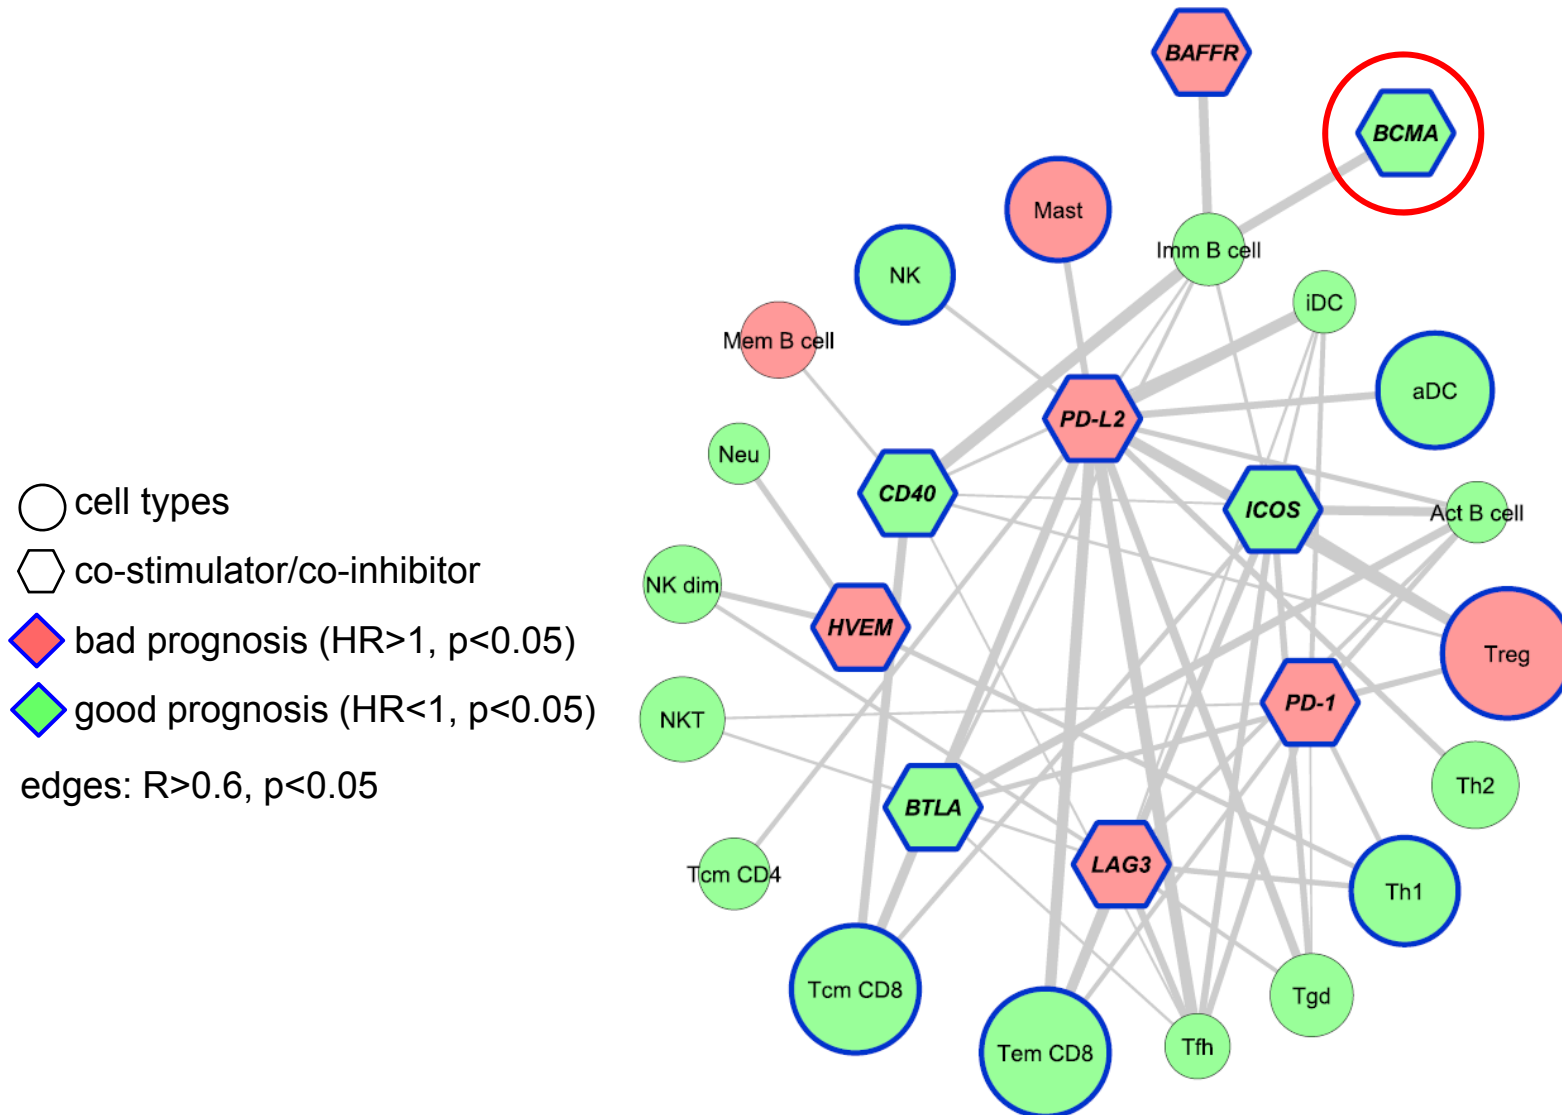 BAFFR
BCMA
Mast
Imm B cell
NK
iDC
Mem B cell
aDC
PD-L2
Neu
CD40
ICOS
Act B cell
cell types
co-stimulator/co-inhibitor
NK dim
HVEM
bad prognosis (HR>1, p<0.05)
Treg
good prognosis (HR<1, p<0.05)
NKT
PD-1
edges: R>0.6, p<0.05
Th2
BTLA
LAG3
Tcm CD4
Th1
Tcm CD8
Tgd
Tem CD8
Tfh